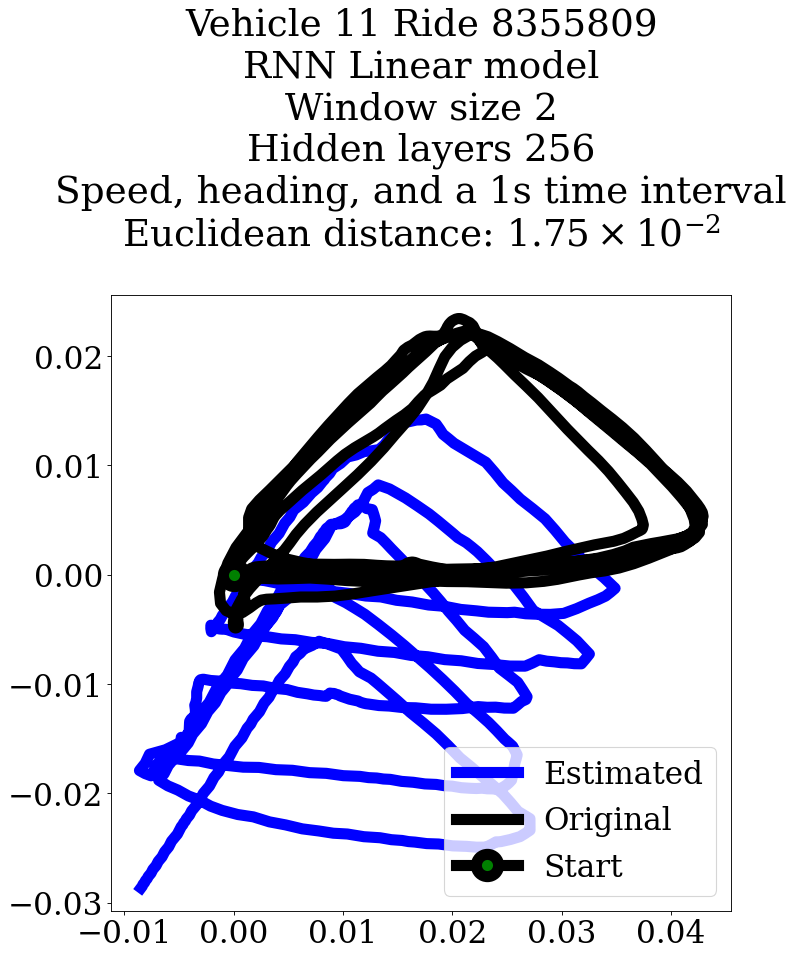 Vehicle 11 Ride 8355809
RNN Linear model
Window size 2
Hidden layers 256
Speed, heading, and a 1s time interval
Euclidean distance: 1.75 × 10⁻²
0.02
0.01
0.00
−0.01
−0.02
−0.03
Estimated
Original
Start
−0.01 0.00 0.01 0.02 0.03 0.04